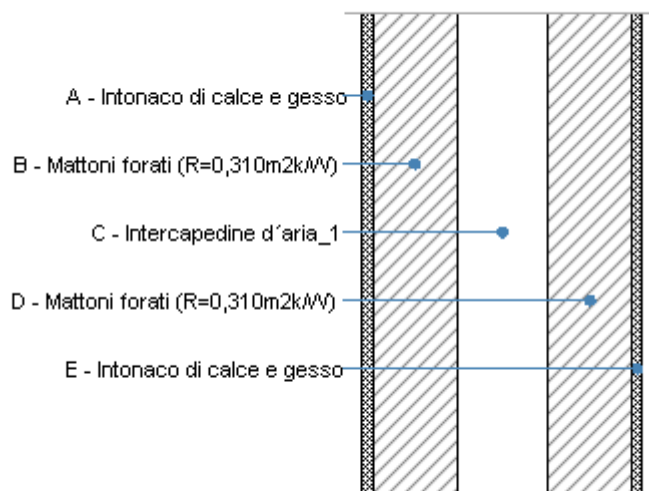 A - Intonaco di calce e gesso
B - Mattoni forati (R=0,310m2k/W)
C - Intercapedine d´aria_1
D - Mattoni forati (R=0,310m2k/W)
E - Intonaco di calce e gesso